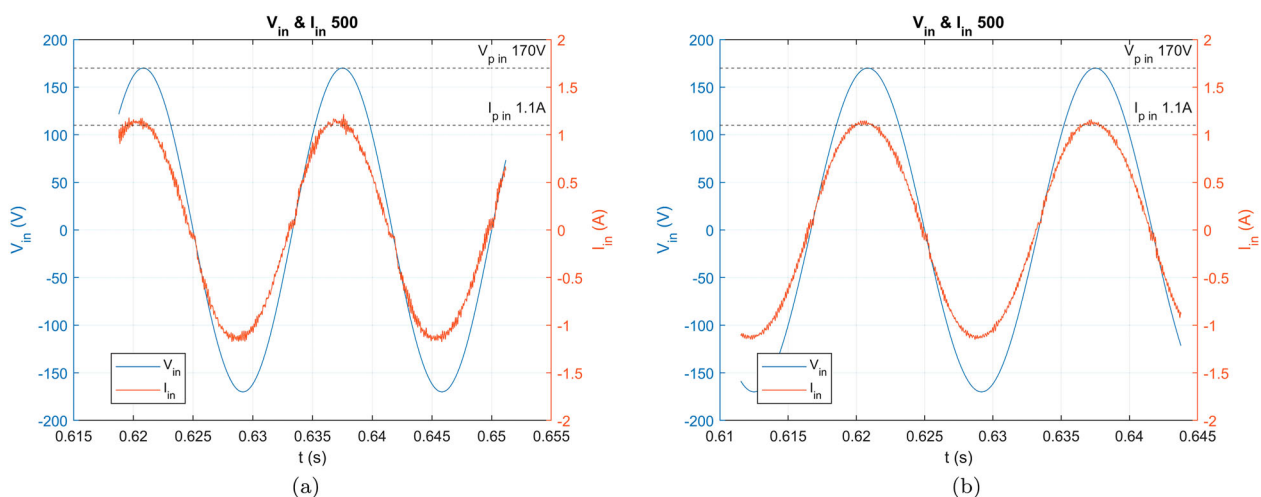 V_in & I_in 500
V_p in 170V
I_p in 1.1A
200
150
100
50
0
-50
-100
-150
-200
V_in (V)
2
1.5
1
0.5
0
-0.5
-1
-1.5
-2
I_in (A)
V_in
I_in
0.615 0.62 0.625 0.63 0.635 0.64 0.645 0.65 0.655
t (s)
(a)
V_in & I_in 500
V_p in 170V
I_p in 1.1A
200
150
100
50
0
-50
-100
-150
-200
V_in (V)
2
1.5
1
0.5
0
-0.5
-1
-1.5
-2
I_in (A)
V_in
I_in
0.61 0.615 0.62 0.625 0.63 0.635 0.64 0.645
t (s)
(b)